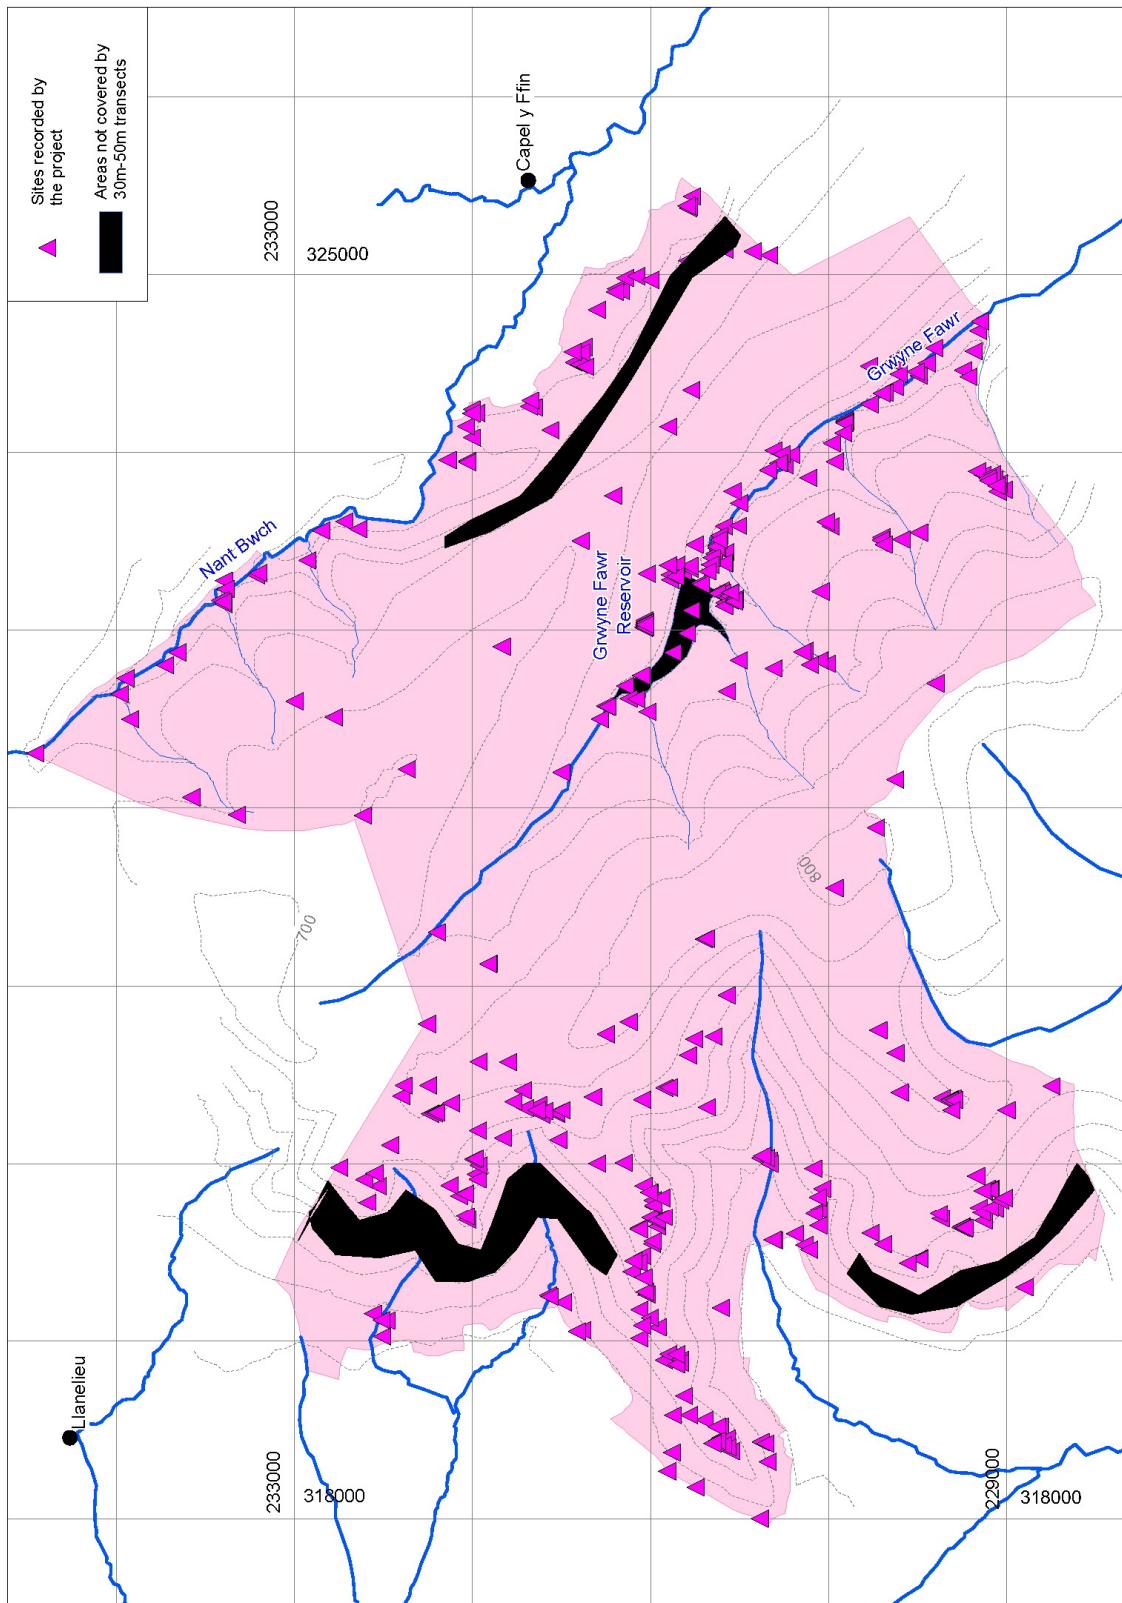 Sites recorded by
the project
Areas not covered by
30m-50m transects
Llanelieu
700
Nant Bwch
233000
318000
233000
325000
Capel y Ffin
Grwyne Fawr
Reservoir
800
Grwyne Fawr
229000
318000